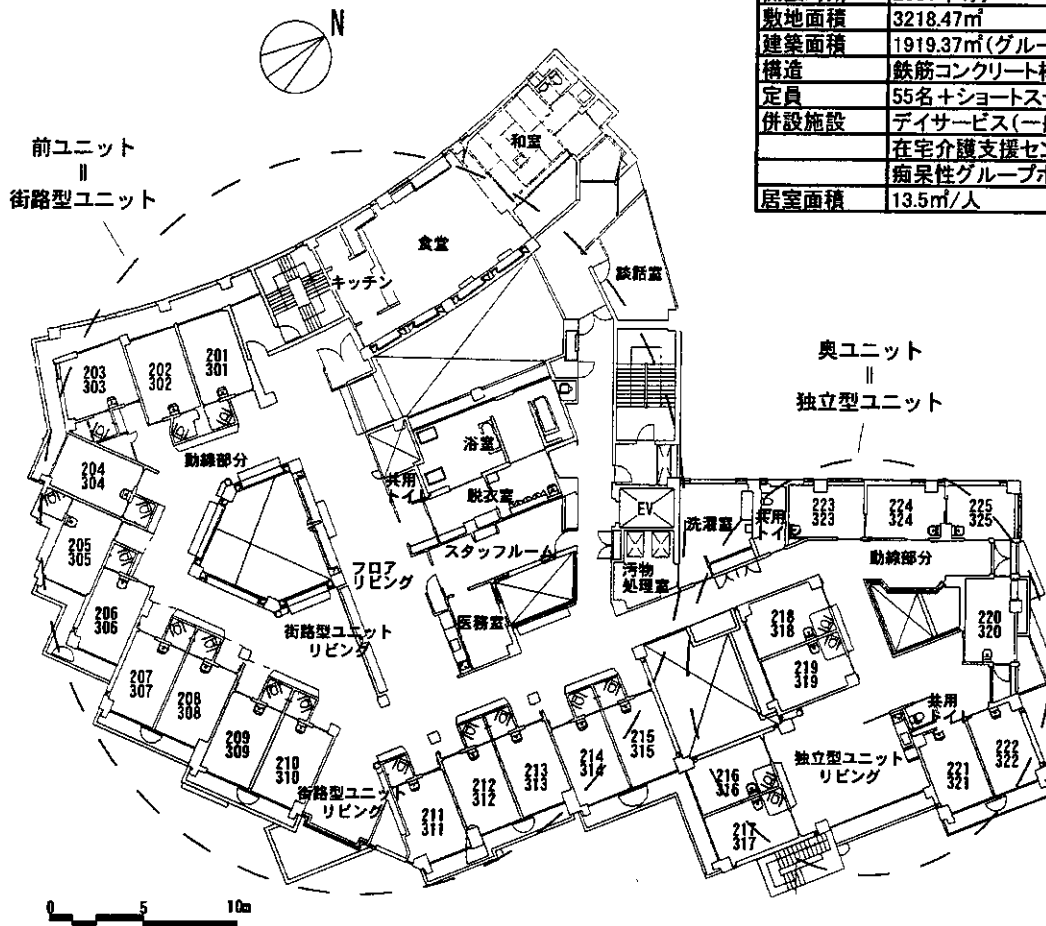 N
敷地面積 3218.47㎡
建築面積 1919.37㎡(グルー
構造 鉄筋コンクリート
定員 55名+ショートス
併設施設 デイサービス(一
在宅介護支援セン
痴呆性グループホ
居室面積 13.5㎡/人
前ユニット
||
街路型ユニット
和室
食堂
キッチン
談話室
奥ユニット
||
独立型ユニット
201
301
202
302
203
303
204
304
205
305
206
306
207
307
208
308
209
309
210
310
211
311
212
312
213
313
214
314
215
315
216
316
217
317
218
318
219
319
220
320
221
321
222
322
223
323
224
324
225
325
動線部分
浴室
共用
トイレ
脱衣室
スタッフルーム
EV
洗濯室
共用
トイ
動線部分
汚物
処理室
フロア
リビング
医務室
街路型ユニット
リビング
街路型ユニット
リビング
共用
トイ
独立型ユニット
リビング
0 5 10m